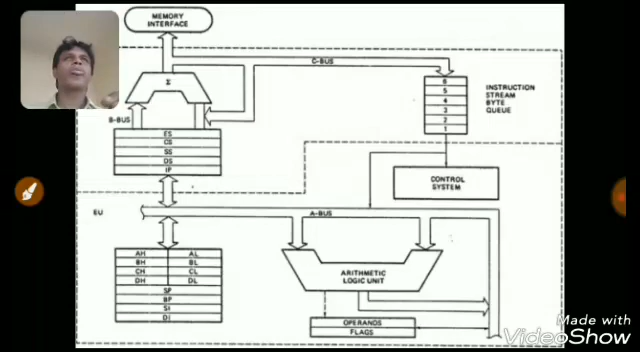 MEMORY
INTERFACE
C-BUS
Σ
6
5
4
3
2
1
INSTRUCTION
STREAM
BYTE
QUEUE
B-BUS
ES
CS
SS
DS
IP
CONTROL
SYSTEM
EU
A-BUS
AH AL
BH BL
CH CL
DH DL
SP
BP
SI
DI
ARITHMETIC
LOGIC UNIT
OPERANDS
FLAGS
Made with
VideoShow